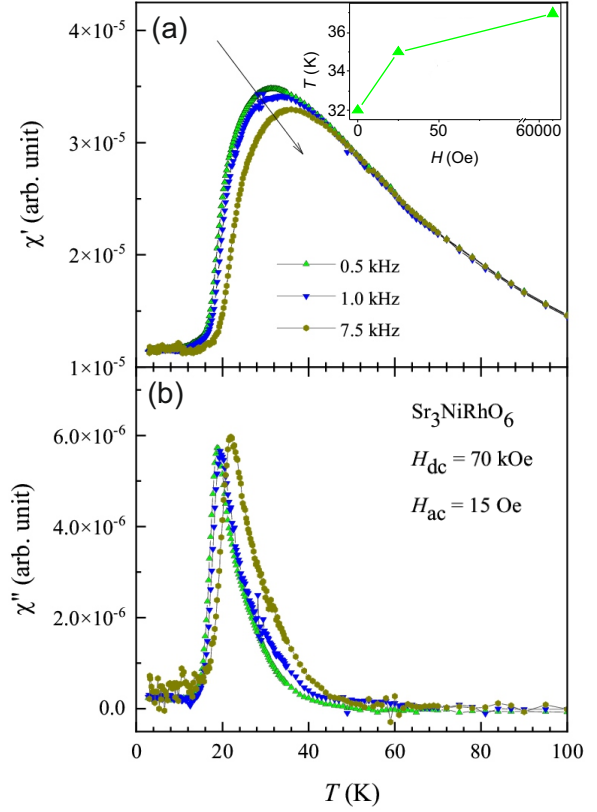 (a)
4×10⁻⁵
3×10⁻⁵
2×10⁻⁵
1×10⁻⁵
χ' (arb. unit)
36
34
32
T (K)
0 50 60000
H (Oe)
0.5 kHz
1.0 kHz
7.5 kHz
(b)
6.0×10⁻⁶
4.0×10⁻⁶
2.0×10⁻⁶
0.0
χ'' (arb. unit)
Sr₃NiRhO₆
H_dc = 70 kOe
H_ac = 15 Oe
0 20 40 60 80 100
T (K)